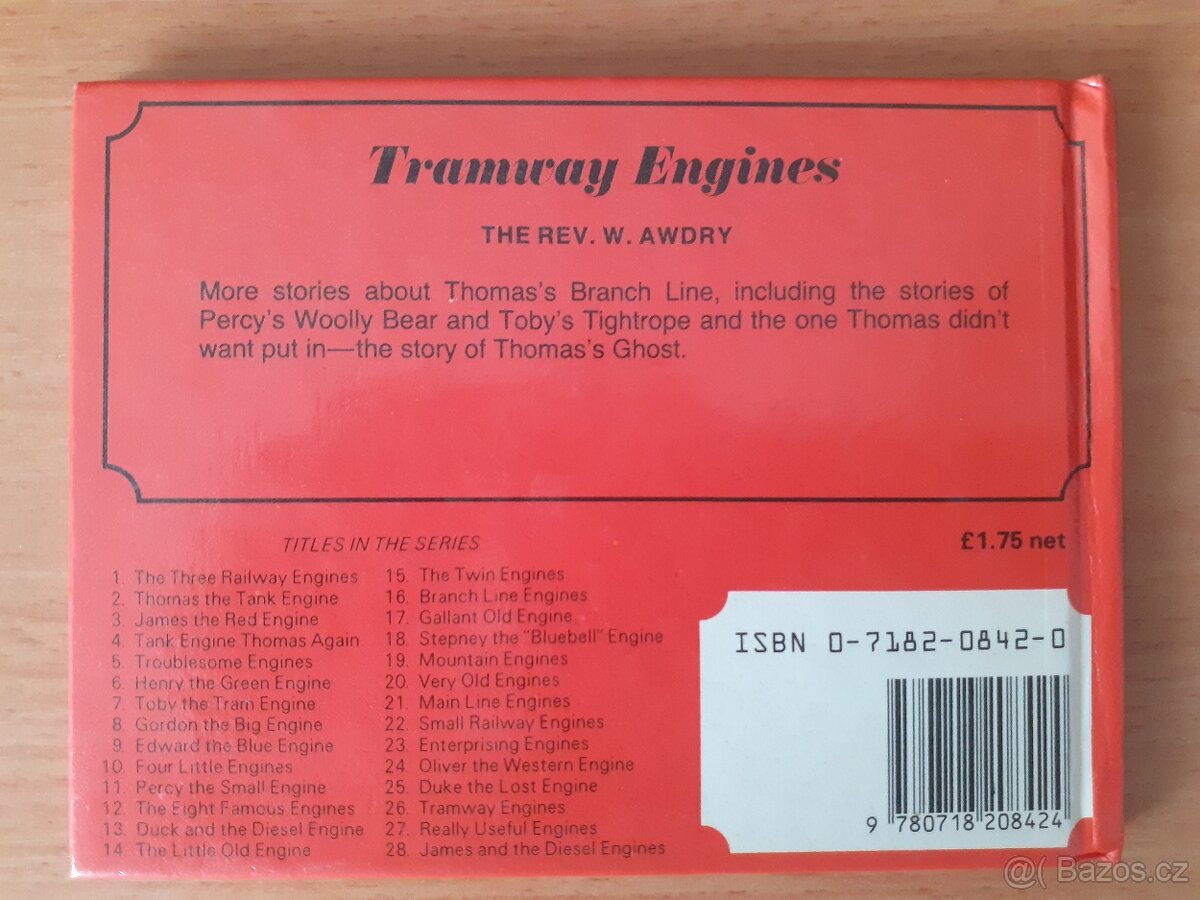 Tramway Engines
THE REV. W. AWDRY
More stories about Thomas's Branch Line, including the stories of
Percy's Woolly Bear and Toby's Tightrope and the one Thomas didn't
want put in—the story of Thomas's Ghost.
TITLES IN THE SERIES
1. The Three Railway Engines
2. Thomas the Tank Engine
3. James the Red Engine
4. Tank Engine Thomas Again
5. Troublesome Engines
6. Henry the Green Engine
7. Toby the Tram Engine
8. Gordon the Big Engine
9. Edward the Blue Engine
10. Four Little Engines
11. Percy the Small Engine
12. The Eight Famous Engines
13. Duck and the Diesel Engine
14. The Little Old Engine
15. The Twin Engines
16. Branch Line Engines
17. Gallant Old Engine
18. Stepney the "Bluebell" Engine
19. Mountain Engines
20. Very Old Engines
21. Main Line Engines
22. Small Railway Engines
23. Enterprising Engines
24. Oliver the Western Engine
25. Duke the Lost Engine
26. Tramway Engines
27. Really Useful Engines
28. James and the Diesel Engines
£1.75 net
ISBN 0-7182-0842-0
9 780718 208424
@( Bazos.cz